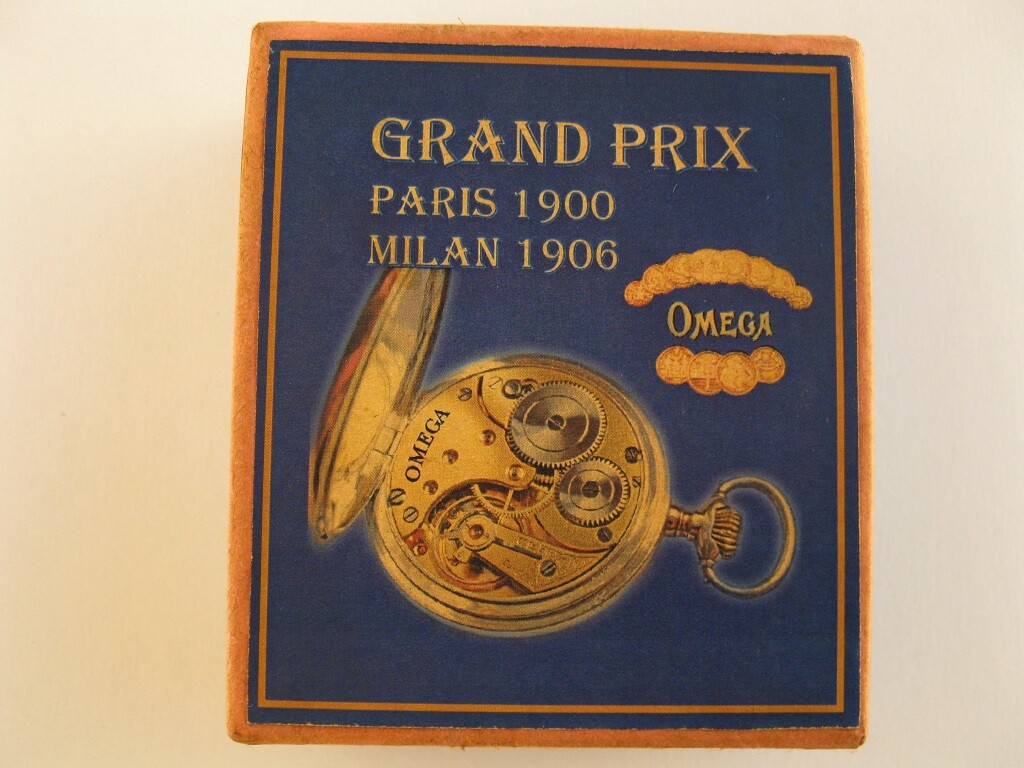 GRAND PRIX
PARIS 1900
MILAN 1906
OMEGA
OMEGA